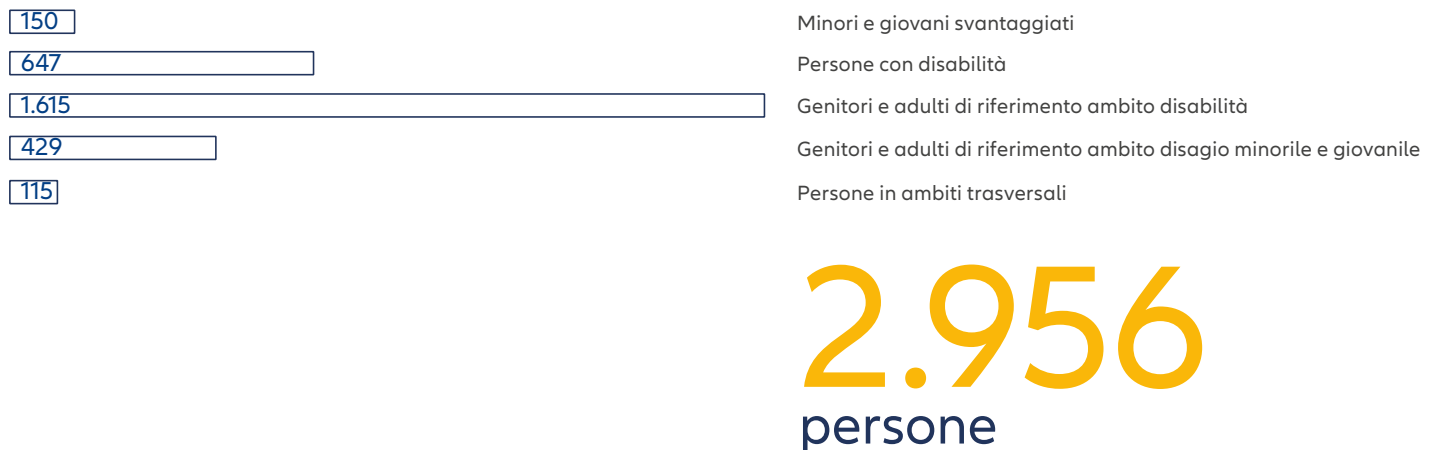 150 Minori e giovani svantaggiati
647 Persone con disabilità
1.615 Genitori e adulti di riferimento ambito disabilità
429 Genitori e adulti di riferimento ambito disagio minorile e giovanile
115 Persone in ambiti trasversali
2.956
persone